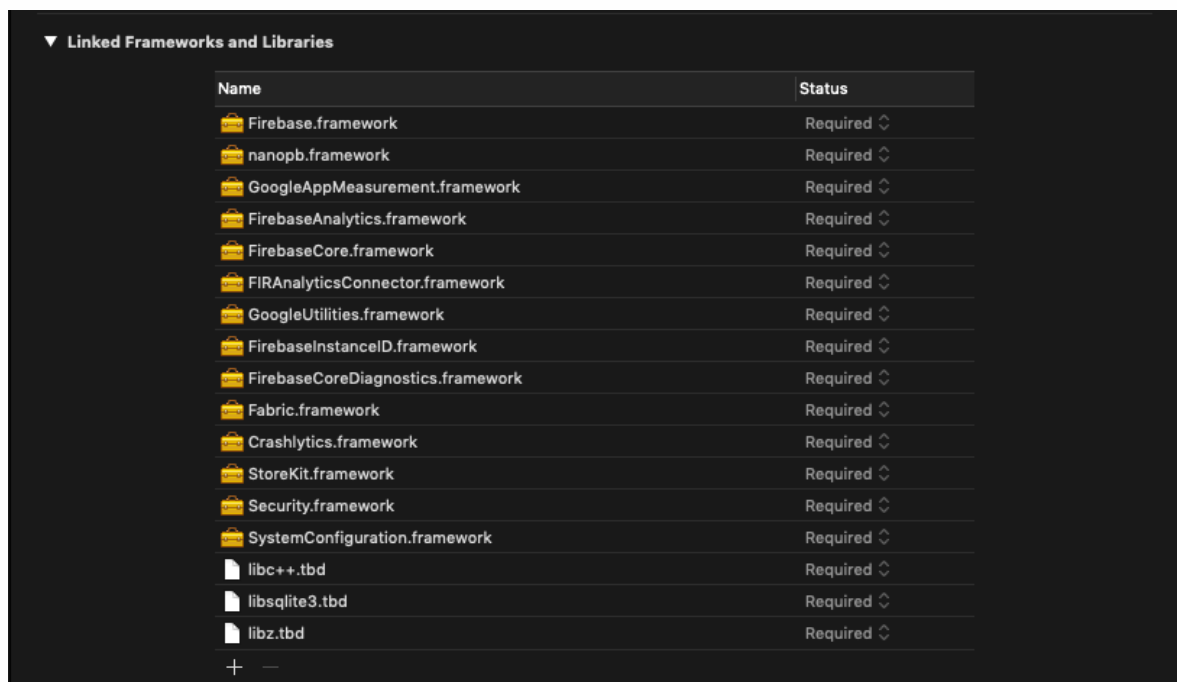 Linked Frameworks and Libraries
Name Status
Firebase.framework Required
nanopb.framework Required
GoogleAppMeasurement.framework Required
FirebaseAnalytics.framework Required
FirebaseCore.framework Required
FIRAnalyticsConnector.framework Required
GoogleUtilities.framework Required
FirebaseInstanceID.framework Required
FirebaseCoreDiagnostics.framework Required
Fabric.framework Required
Crashlytics.framework Required
StoreKit.framework Required
Security.framework Required
SystemConfiguration.framework Required
libc++.tbd Required
libsqlite3.tbd Required
libz.tbd Required